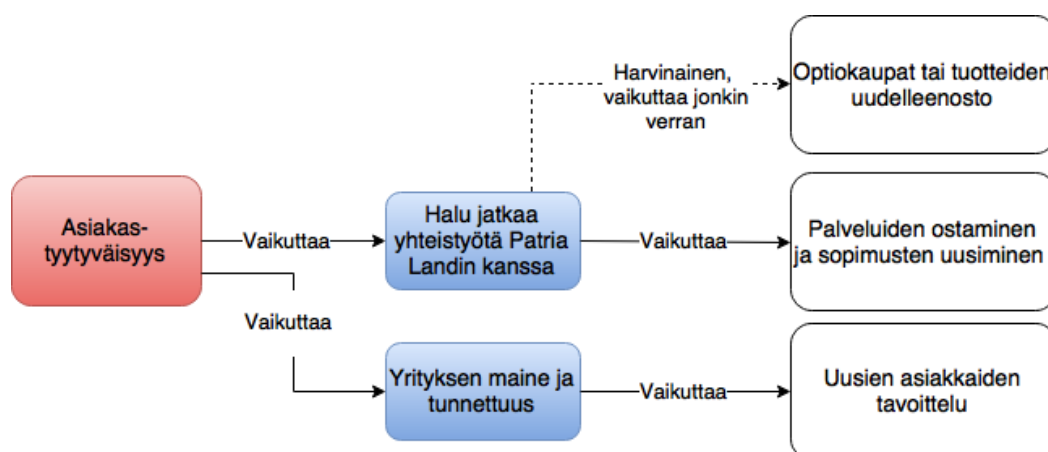 Harvinainen,
vaikuttaa jonkin
verran
Optiokaupat tai tuotteiden
uudelleenosto
Asiakas-
tyytyväisyys
Vaikuttaa
Halu jatkaa
yhteistyötä Patria
Landin kanssa
Vaikuttaa
Palveluiden ostaminen
ja sopimusten uusiminen
Vaikuttaa
Yrityksen maine ja
tunnettuus
Vaikuttaa
Uusien asiakkaiden
tavoittelu